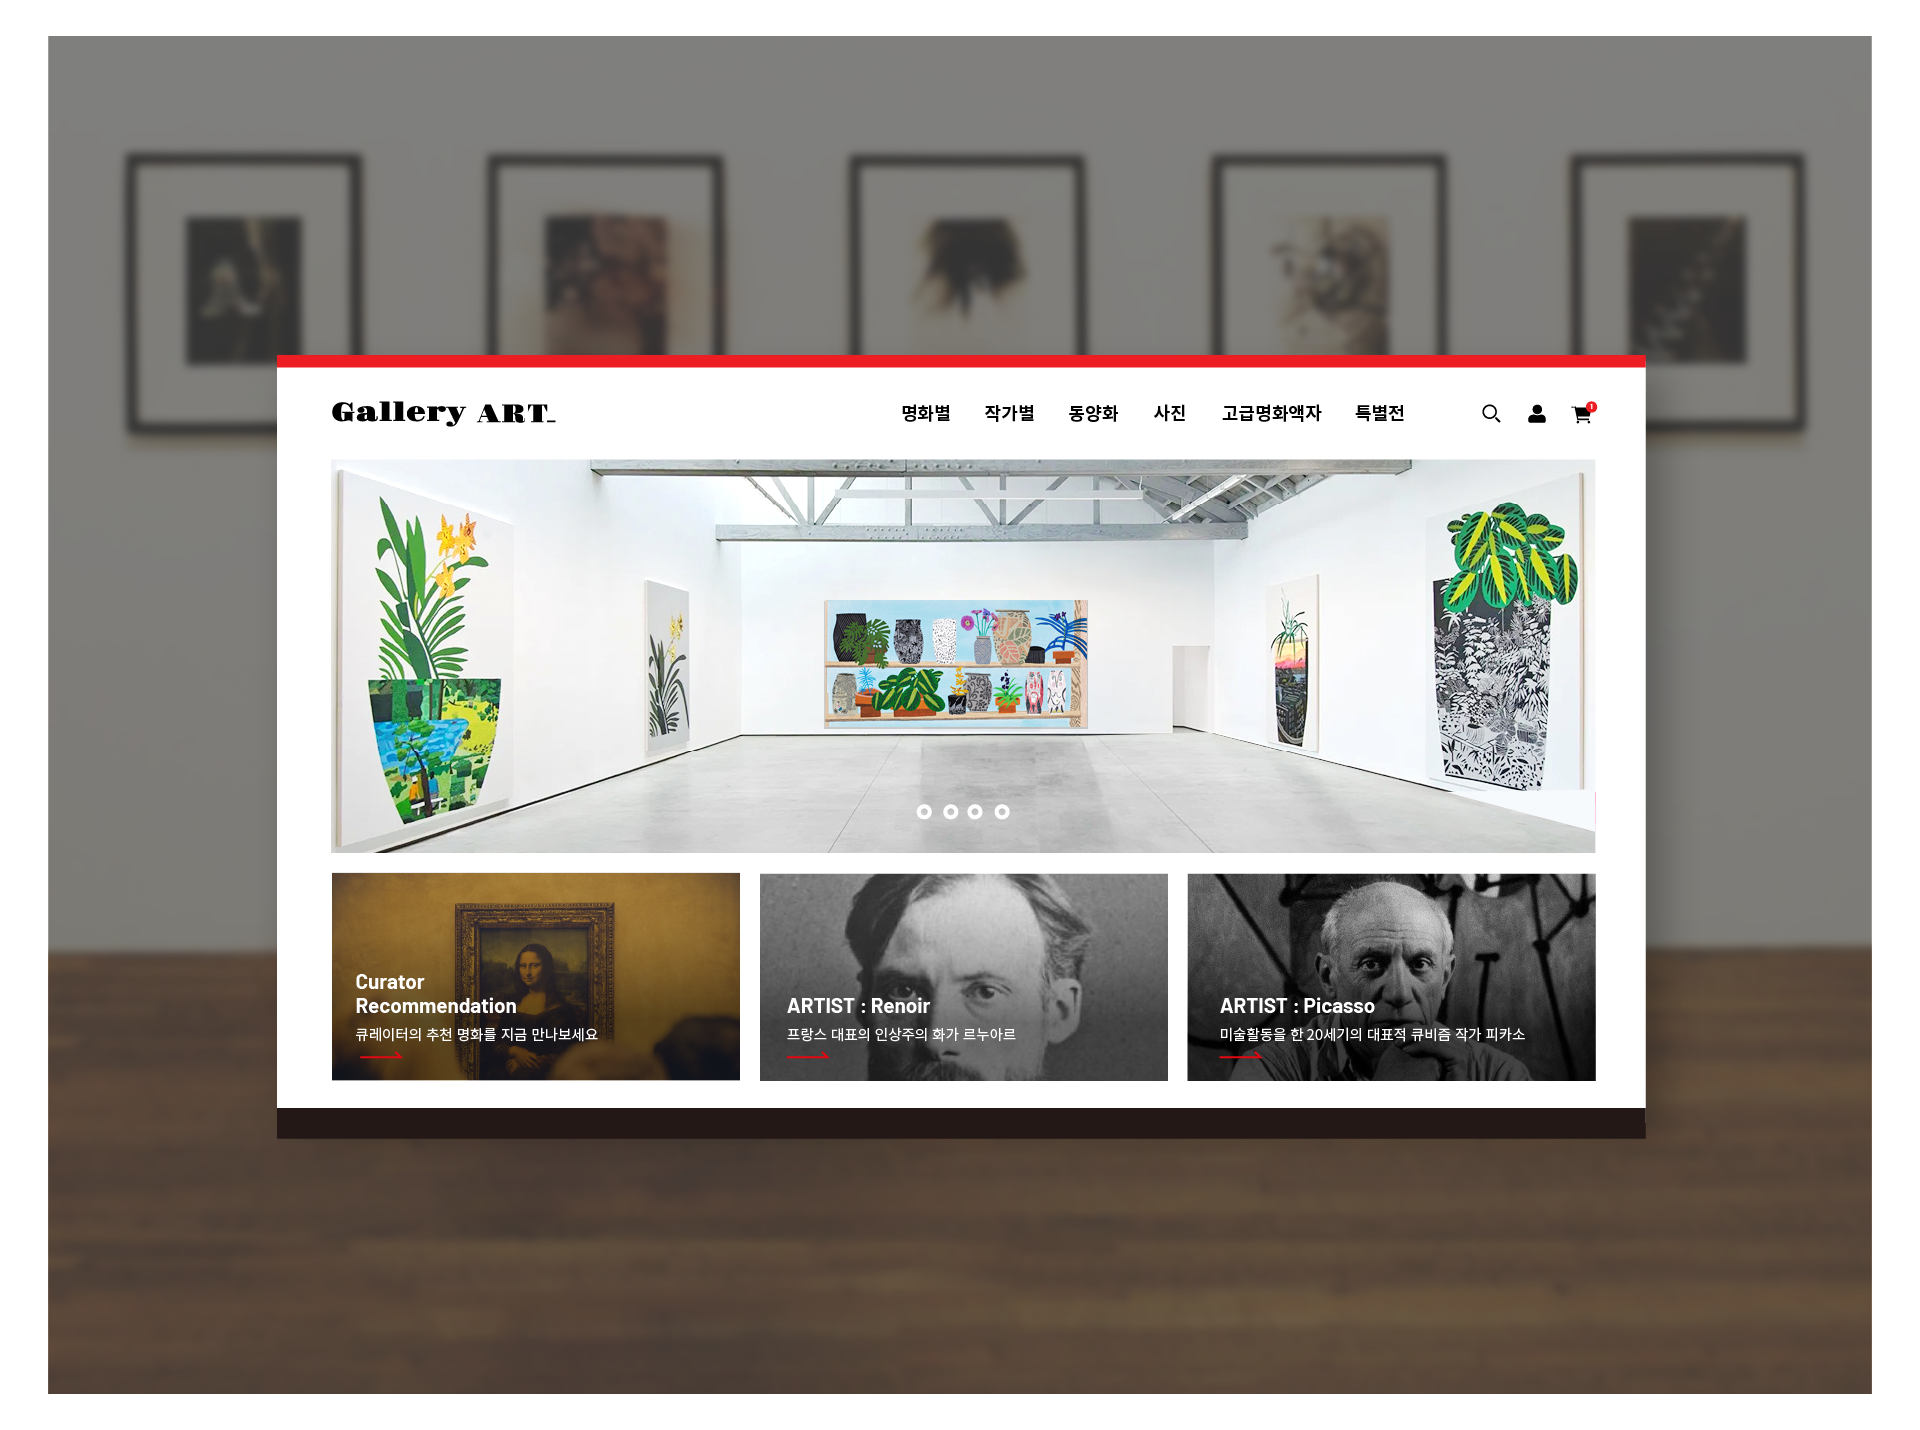 Gallery ART_
명화별 작가별 동양화 사진 고급명화액자 특별전
1
Curator
Recommendation
큐레이터의 추천 명화를 지금 만나보세요
ARTIST : Renoir
프랑스 대표의 인상주의 화가 르누아르
ARTIST : Picasso
미술활동을 한 20세기의 대표적 큐비즘 작가 피카소